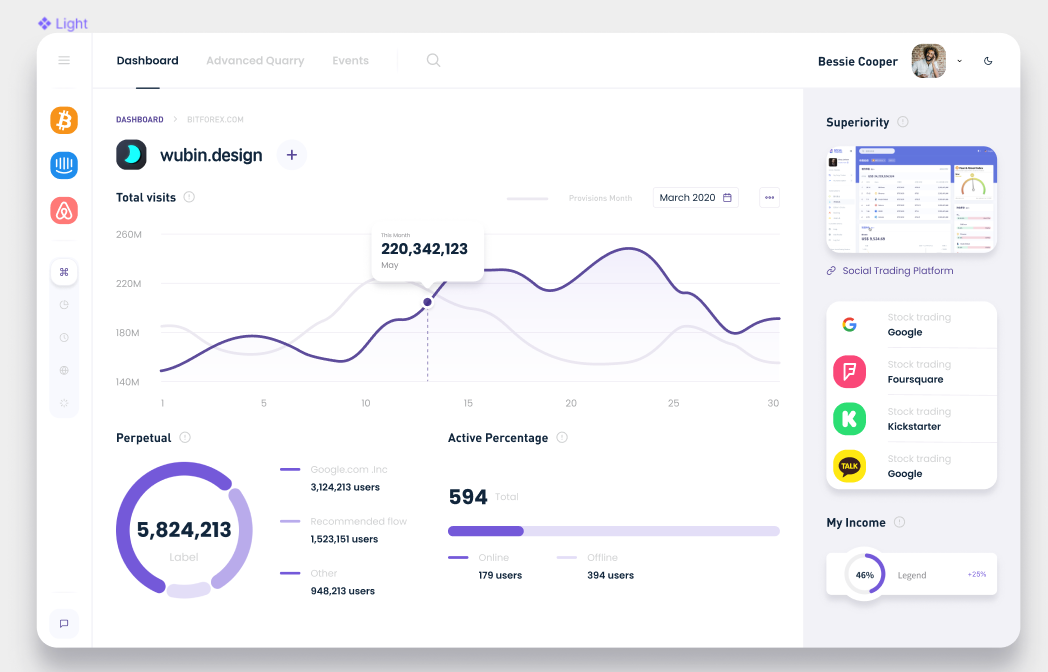 Light
Dashboard Advanced Quarry Events
Bessie Cooper
DASHBOARD > BITFOREX.COM
wubin.design +
Total visits
Provisions Month
March 2020
260M
220M
180M
140M
This Month
220,342,123
May
1 5 10 15 20 25 30
Perpetual
5,824,213
Label
Google.com Jnc
3,124,213 users
Recommended flow
1,523,151 users
Other
948,213 users
Active Percentage
594 Total
Online
179 users
Offline
394 users
Superiority
Social Trading Platform
Stock trading
Google
Stock trading
Foursquare
Stock trading
Kickstarter
TALK
Stock trading
Google
My Income
46%
Legend
+25%